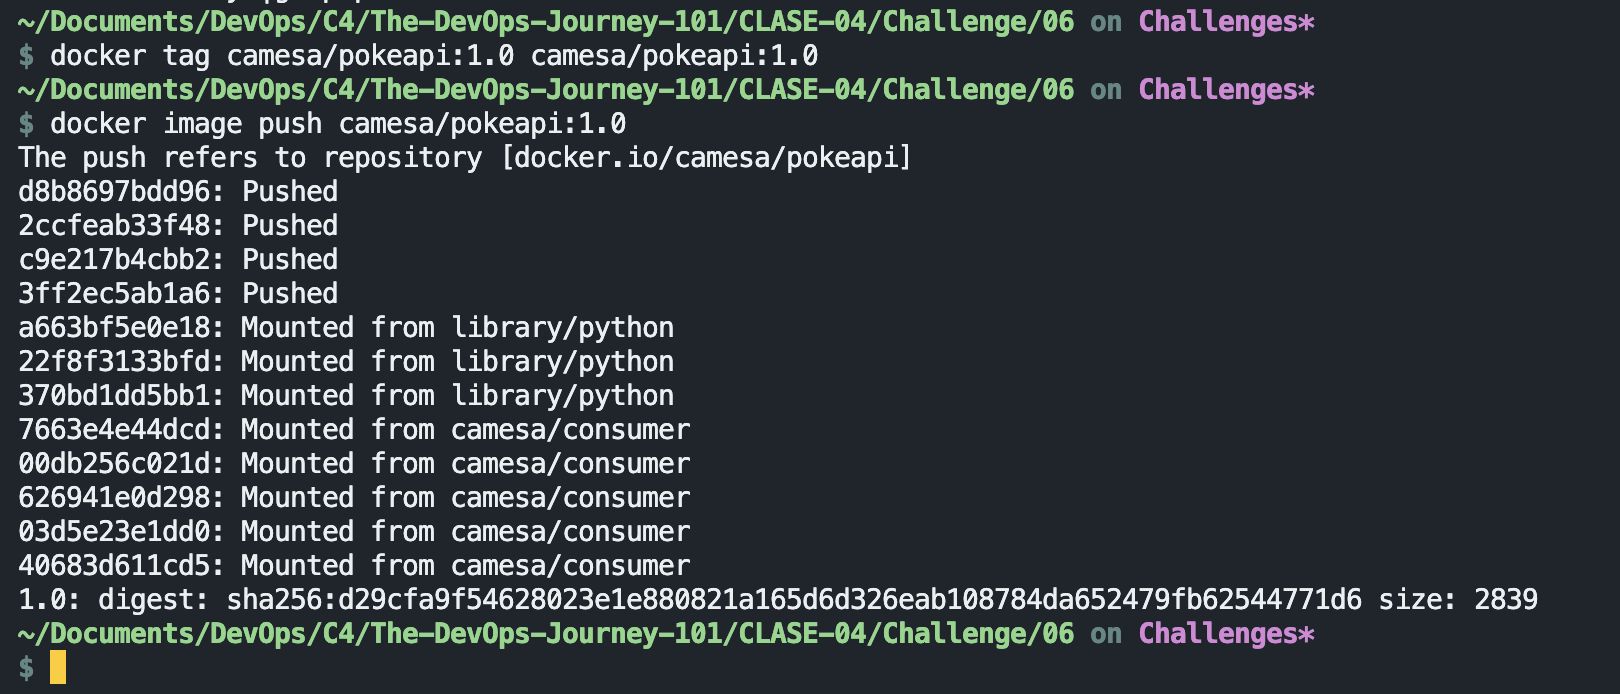 ~/Documents/DevOps/C4/The-DevOps-Journey-101/CLASE-04/Challenge/06 on Challenges*
$ docker tag camesa/pokeapi:1.0 camesa/pokeapi:1.0
~/Documents/DevOps/C4/The-DevOps-Journey-101/CLASE-04/Challenge/06 on Challenges*
$ docker image push camesa/pokeapi:1.0
The push refers to repository [docker.io/camesa/pokeapi]
d8b8697bdd96: Pushed
2ccfeab33f48: Pushed
c9e217b4cbb2: Pushed
3ff2ec5ab1a6: Pushed
a663bf5e0e18: Mounted from library/python
22f8f3133bfd: Mounted from library/python
370bd1dd5bb1: Mounted from library/python
7663e4e44dcd: Mounted from camesa/consumer
00db256c021d: Mounted from camesa/consumer
626941e0d298: Mounted from camesa/consumer
03d5e23e1dd0: Mounted from camesa/consumer
40683d611cd5: Mounted from camesa/consumer
1.0: digest: sha256:d29cfa9f54628023e1e880821a165d6d326eab108784da652479fb62544771d6 size: 2839
~/Documents/DevOps/C4/The-DevOps-Journey-101/CLASE-04/Challenge/06 on Challenges*
$